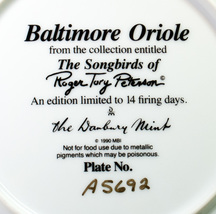 Baltimore Oriole
from the collection entitled
The Songbirds of
Roger Tory Peterson©
An edition limited to 14 firing days.
The Danbury Mint
© 1990 MBI
Not for food use due to metallic
pigments which may be poisonous.
Plate No.
A5692